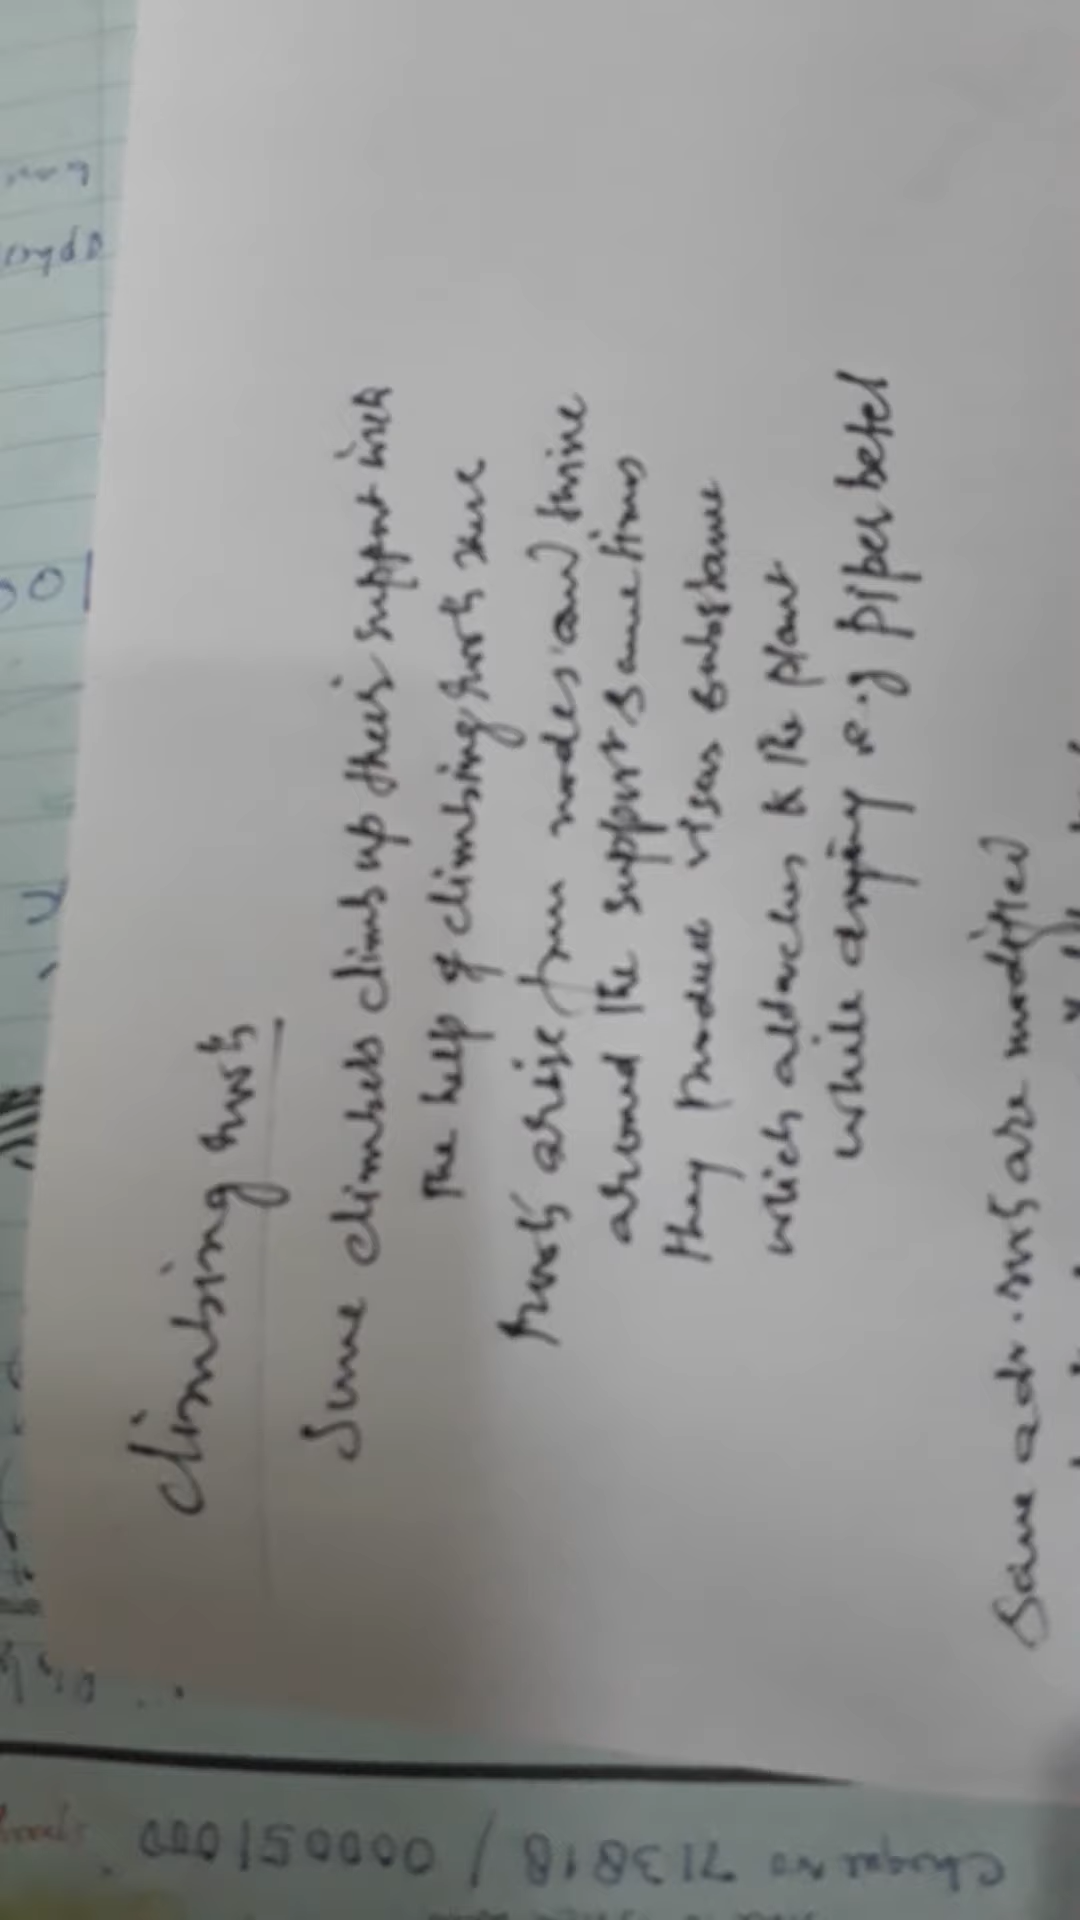 Climbing roots
Some climbers climb up their support with
the help of climbing roots these
roots arise from nodes and twine
around the support sometimes
they produce viscus substance
which attaches to the plant
while drying e.g piper betel
Some adv. roots are modified
Cheque no 713818 / 000051000